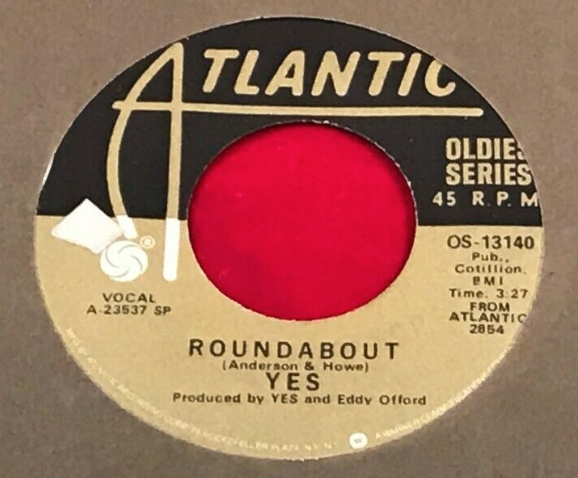 ATLANTIC
OLDIES
SERIES
45 R.P.M
OS-13140
Pub.,
Cotillion,
BMI
Time: 3:27
FROM
ATLANTIC
2854
®
VOCAL
A-23537 SP
ROUNDABOUT
(Anderson & Howe)
YES
Produced by YES and Eddy Offord